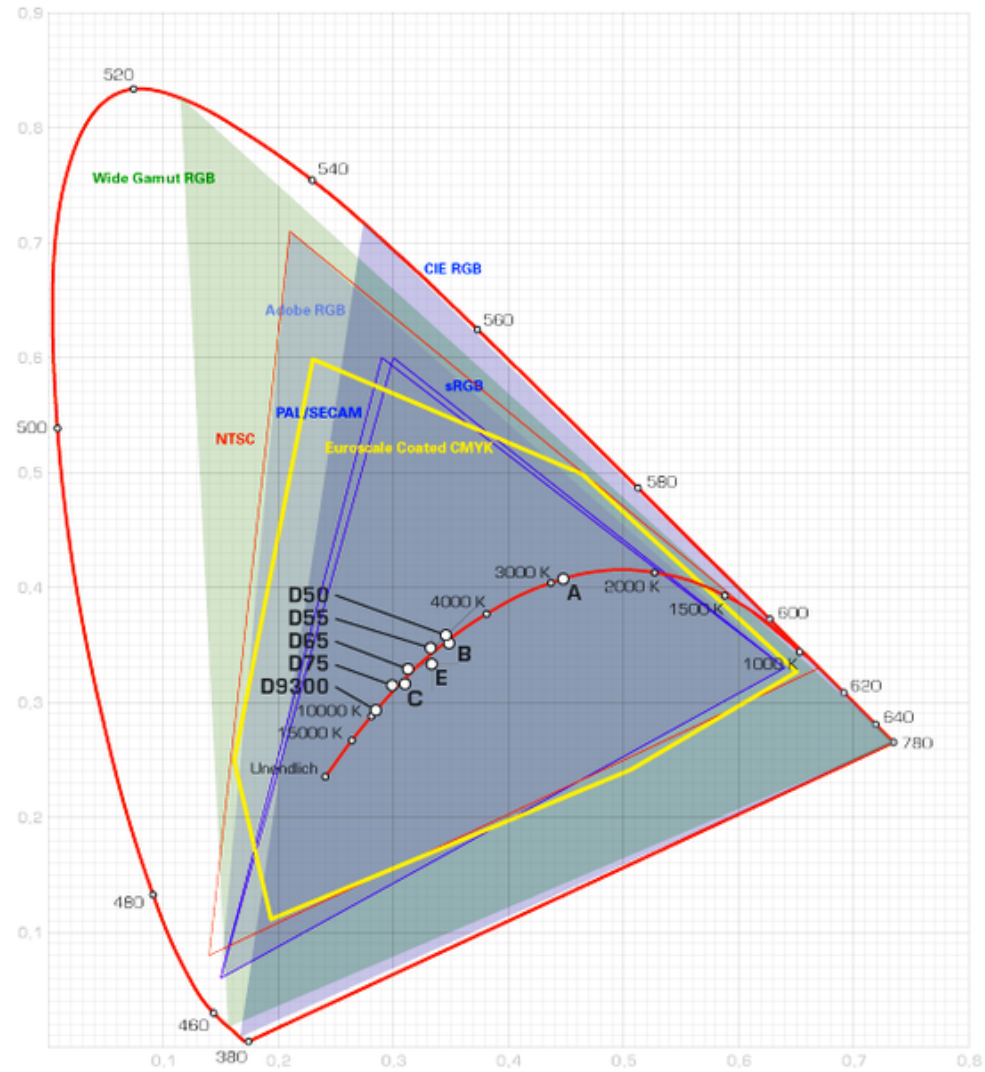 0,9
520
0,8
540
Wide Gamut RGB
0,7
CIE RGB
Adobe RGB
560
0,6
sRGB
PAL/SECAM
500
NTSC
Euroscale Coated CMYK
0,5
580
3000 K
0,4
A
2000 K
D50
4000 K
1500 K
600
D55
D65
B
D75
E
1000 K
D9300
C
620
0,3
10000 K
640
15000 K
780
Unendlich
0,2
480
0,1
460
380
0,1
0,2
0,3
0,4
0,5
0,6
0,7
0,8